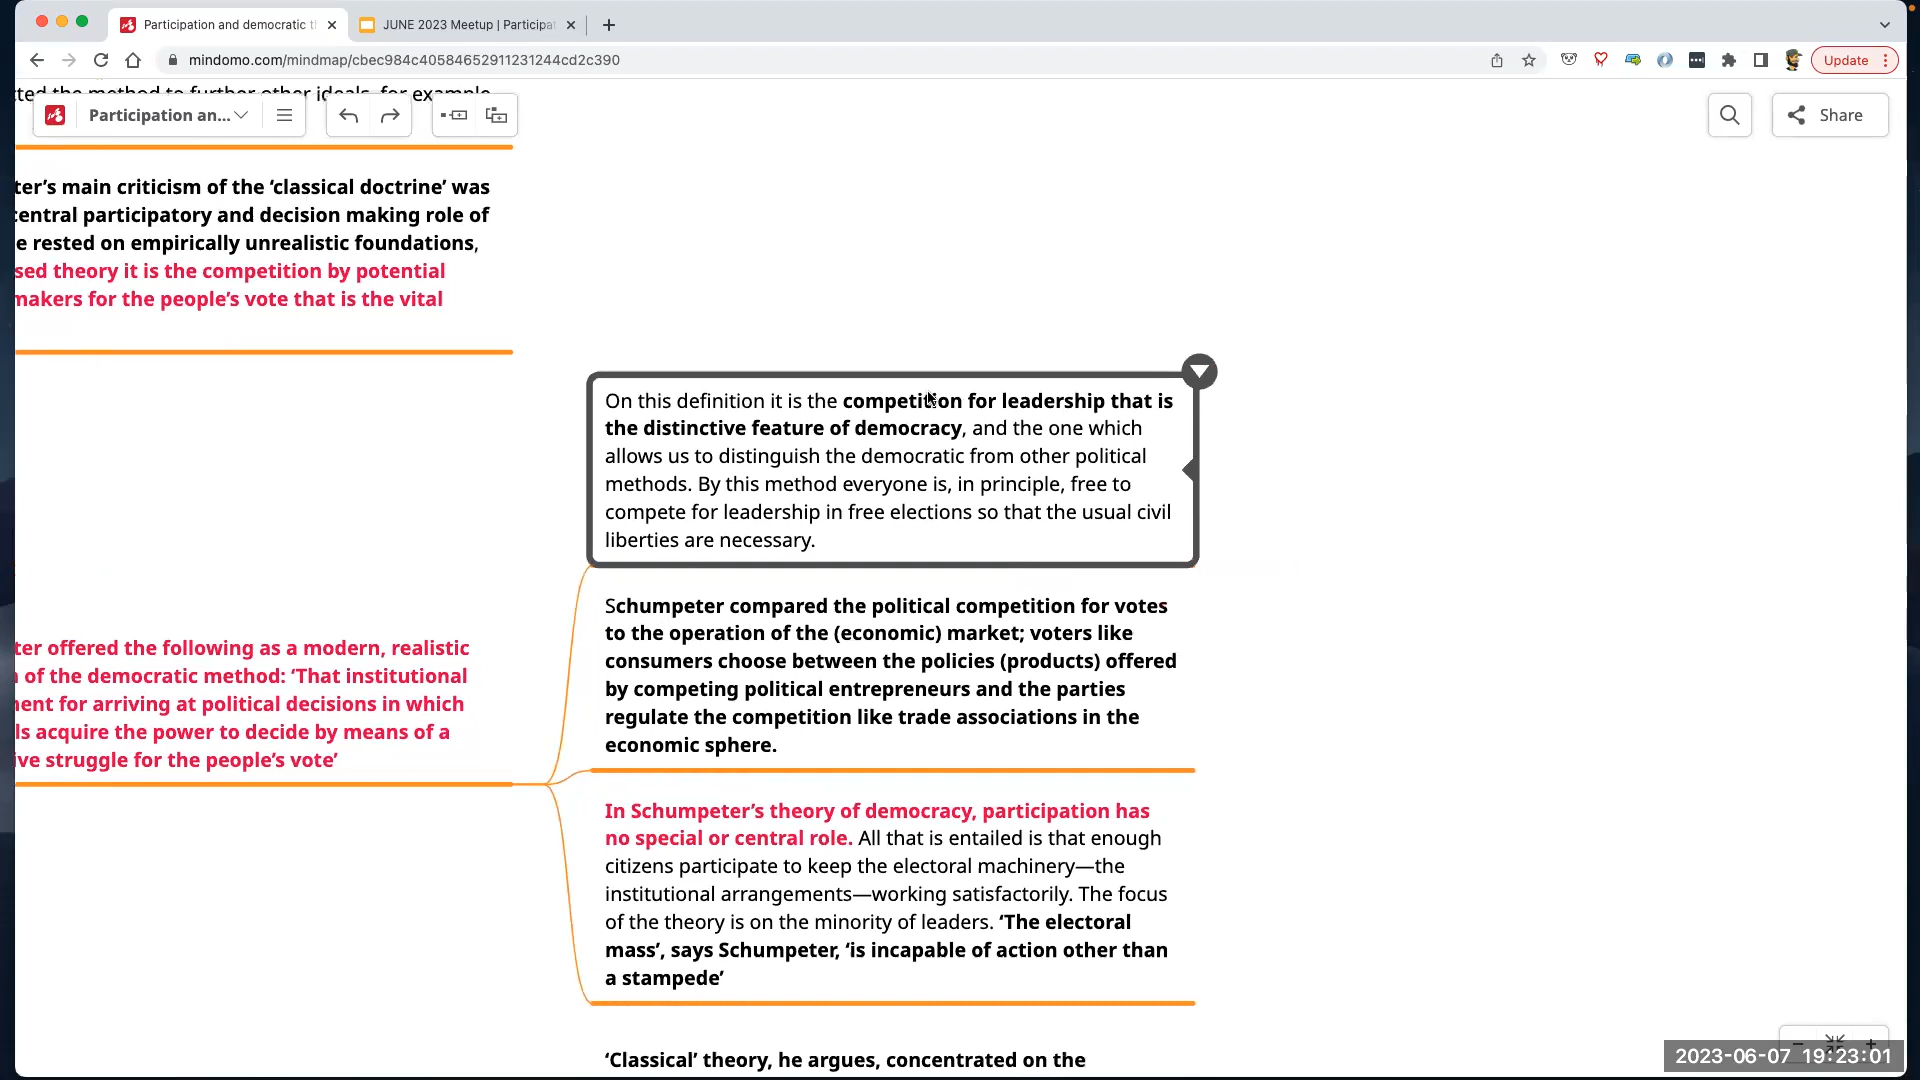 Participation and democratic t
JUNE 2023 Meetup | Participat
mindomo.com/mindmap/cbec984c40584652911231244cd2c390
Update
cted the method to further other ideals, for example
Participation an...
Share
ter’s main criticism of the ‘classical doctrine’ was
central participatory and decision making role of
e rested on empirically unrealistic foundations,
sed theory it is the competition by potential
makers for the people’s vote that is the vital
On this definition it is the competition for leadership that is
the distinctive feature of democracy, and the one which
allows us to distinguish the democratic from other political
methods. By this method everyone is, in principle, free to
compete for leadership in free elections so that the usual civil
liberties are necessary.
Schumpeter compared the political competition for votes
to the operation of the (economic) market; voters like
consumers choose between the policies (products) offered
by competing political entrepreneurs and the parties
regulate the competition like trade associations in the
economic sphere.
ter offered the following as a modern, realistic
of the democratic method: ‘That institutional
ent for arriving at political decisions in which
ls acquire the power to decide by means of a
ive struggle for the people’s vote’
In Schumpeter’s theory of democracy, participation has
no special or central role. All that is entailed is that enough
citizens participate to keep the electoral machinery—the
institutional arrangements—working satisfactorily. The focus
of the theory is on the minority of leaders. ‘The electoral
mass’, says Schumpeter, ‘is incapable of action other than
a stampede’
‘Classical’ theory, he argues, concentrated on the
2023-06-07 19:23:01